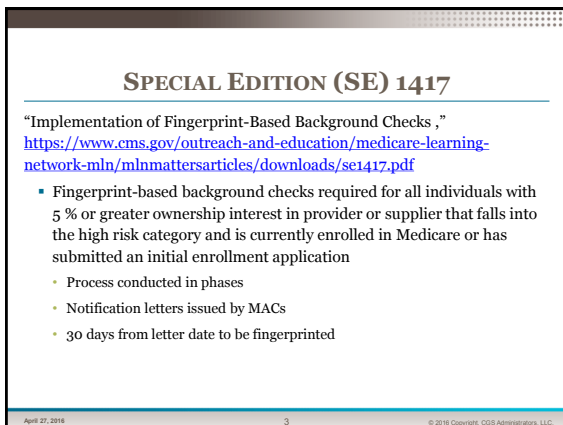 SPECIAL EDITION (SE) 1417
“Implementation of Fingerprint-Based Background Checks ,”
https://www.cms.gov/outreach-and-education/medicare-learning-
network-mln/mlnmattersarticles/downloads/se1417.pdf
▪ Fingerprint-based background checks required for all individuals with
5 % or greater ownership interest in provider or supplier that falls into
the high risk category and is currently enrolled in Medicare or has
submitted an initial enrollment application
• Process conducted in phases
• Notification letters issued by MACs
• 30 days from letter date to be fingerprinted
April 27, 2016
3
© 2016 Copyright, CGS Administrators, LLC.